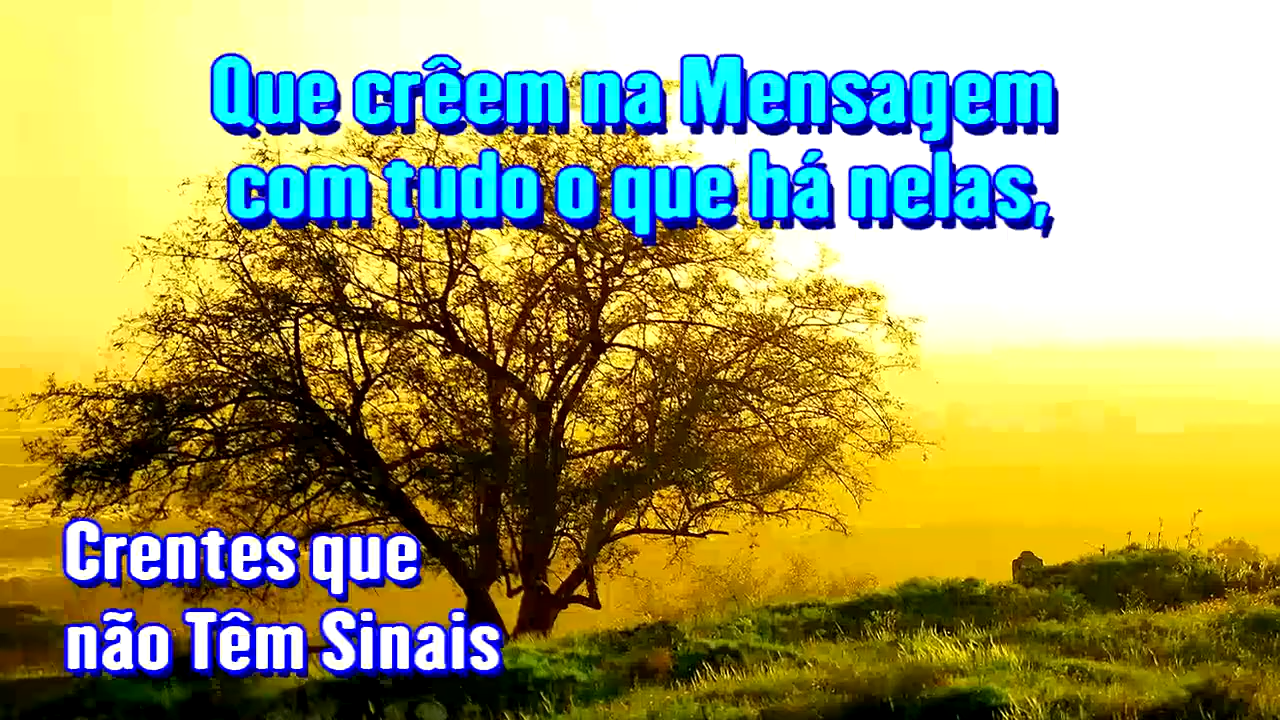 Que crêem na Mensagem
com tudo o que há nelas,
Crentes que
não Têm Sinais